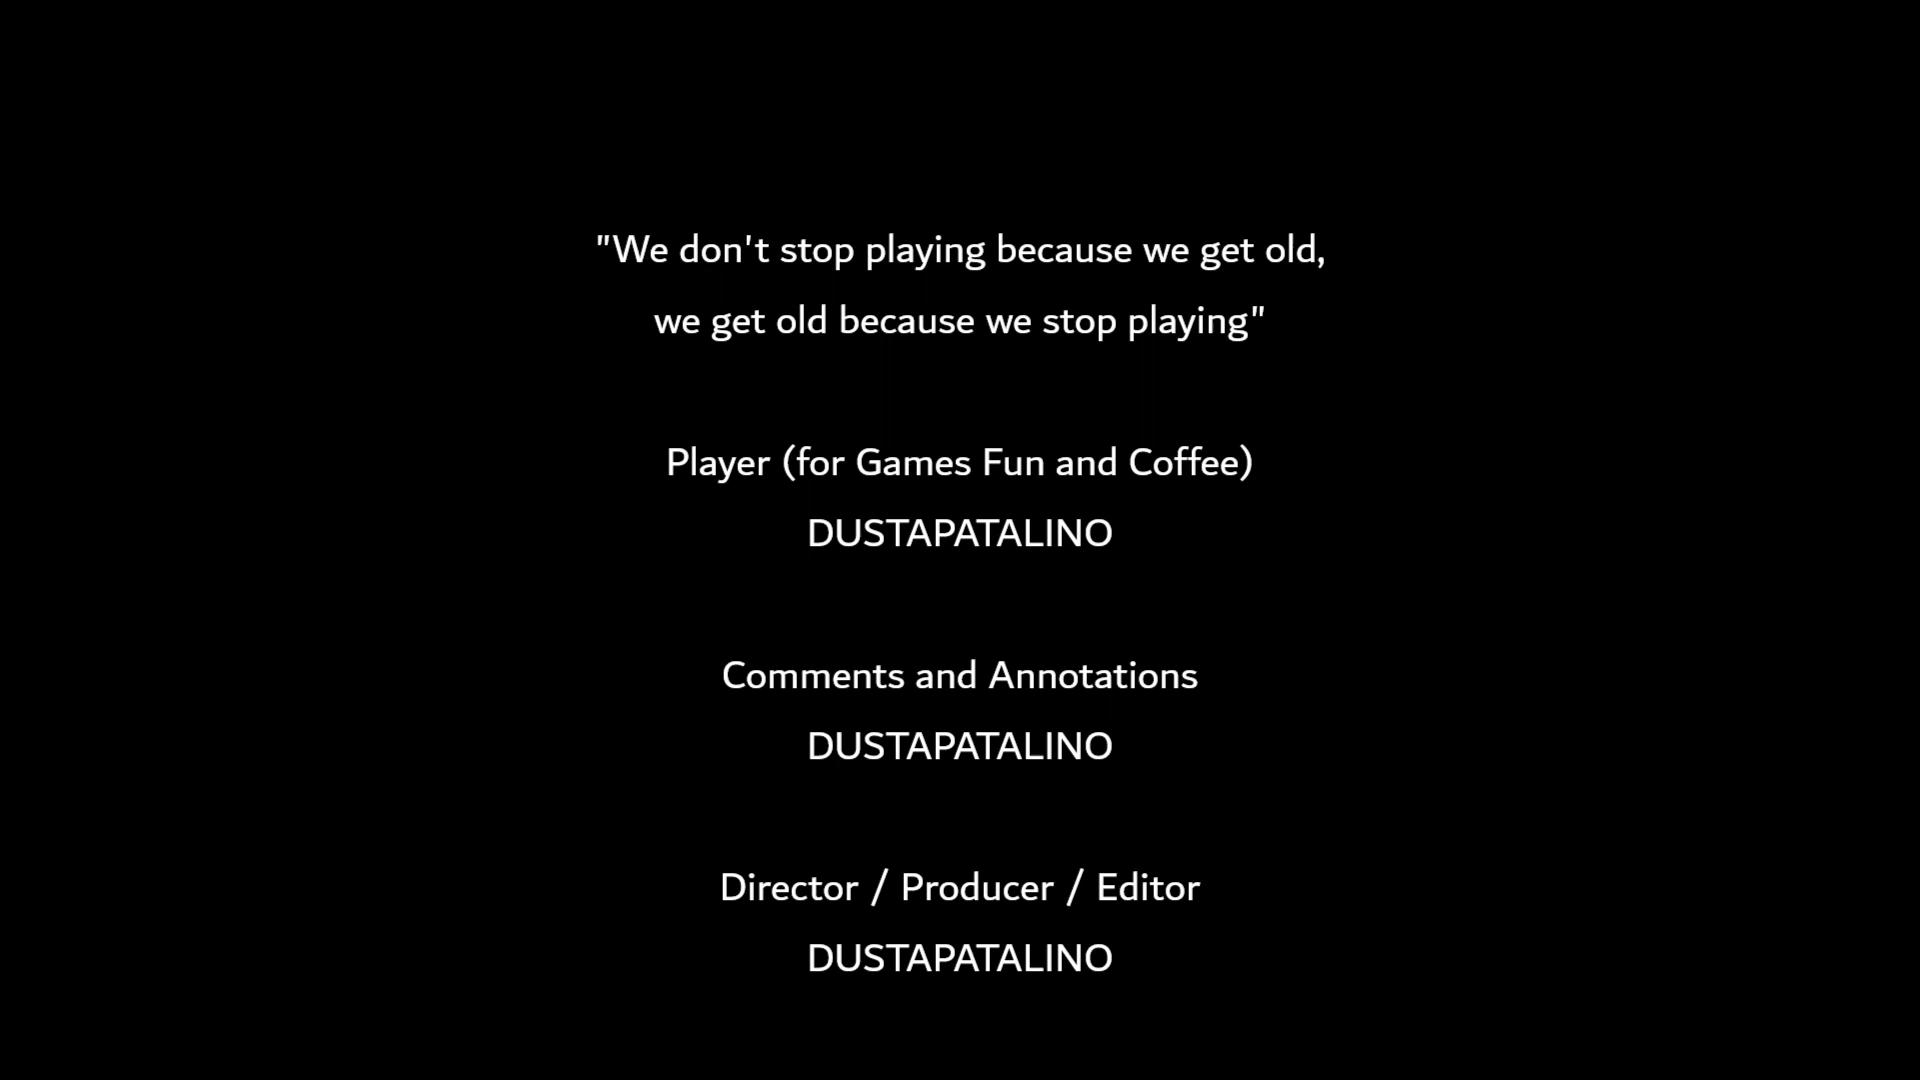 "We don't stop playing because we get old,
we get old because we stop playing"
Player (for Games Fun and Coffee)
DUSTAPATALINO
Comments and Annotations
DUSTAPATALINO
Director / Producer / Editor
DUSTAPATALINO